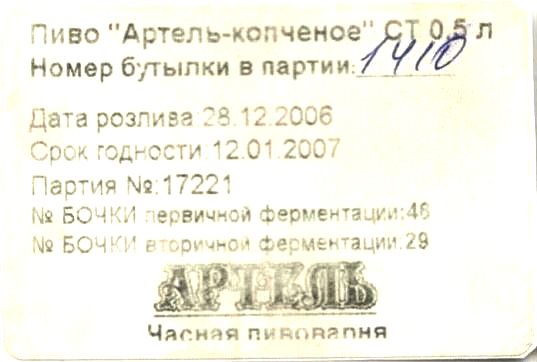 Пиво "Артель-копченое" СТ 0,5 л
Номер бутылки в партии: 1410
Дата розлива:28.12.2006
Срок годности:12.01.2007
Партия №:17221
№ БОЧКИ первичной ферментации:46
№ БОЧКИ вторичной ферментации:29
АРТЕЛЬ
Часная пивоварня